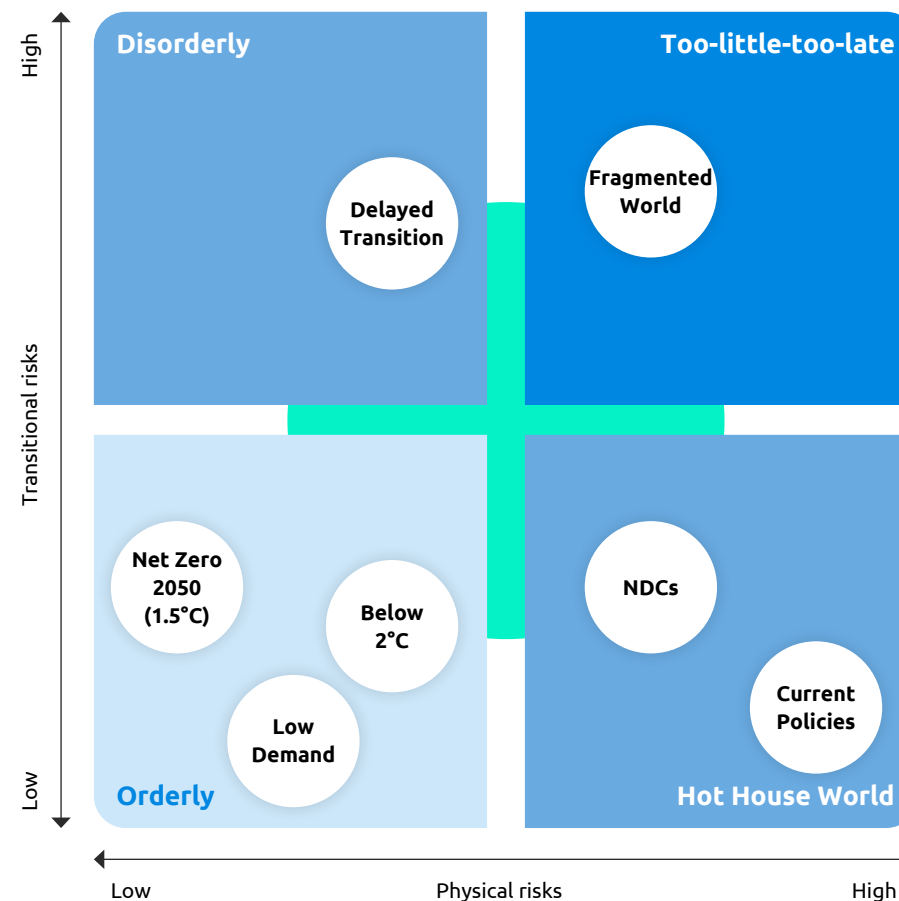 High
Disorderly
Too-little-too-late
Fragmented
World
Delayed
Transition
Transitional risks
Net Zero
2050
(1.5°C)
Below
2°C
NDCs
Low
Demand
Current
Policies
Low
Orderly
Hot House World
Low
Physical risks
High